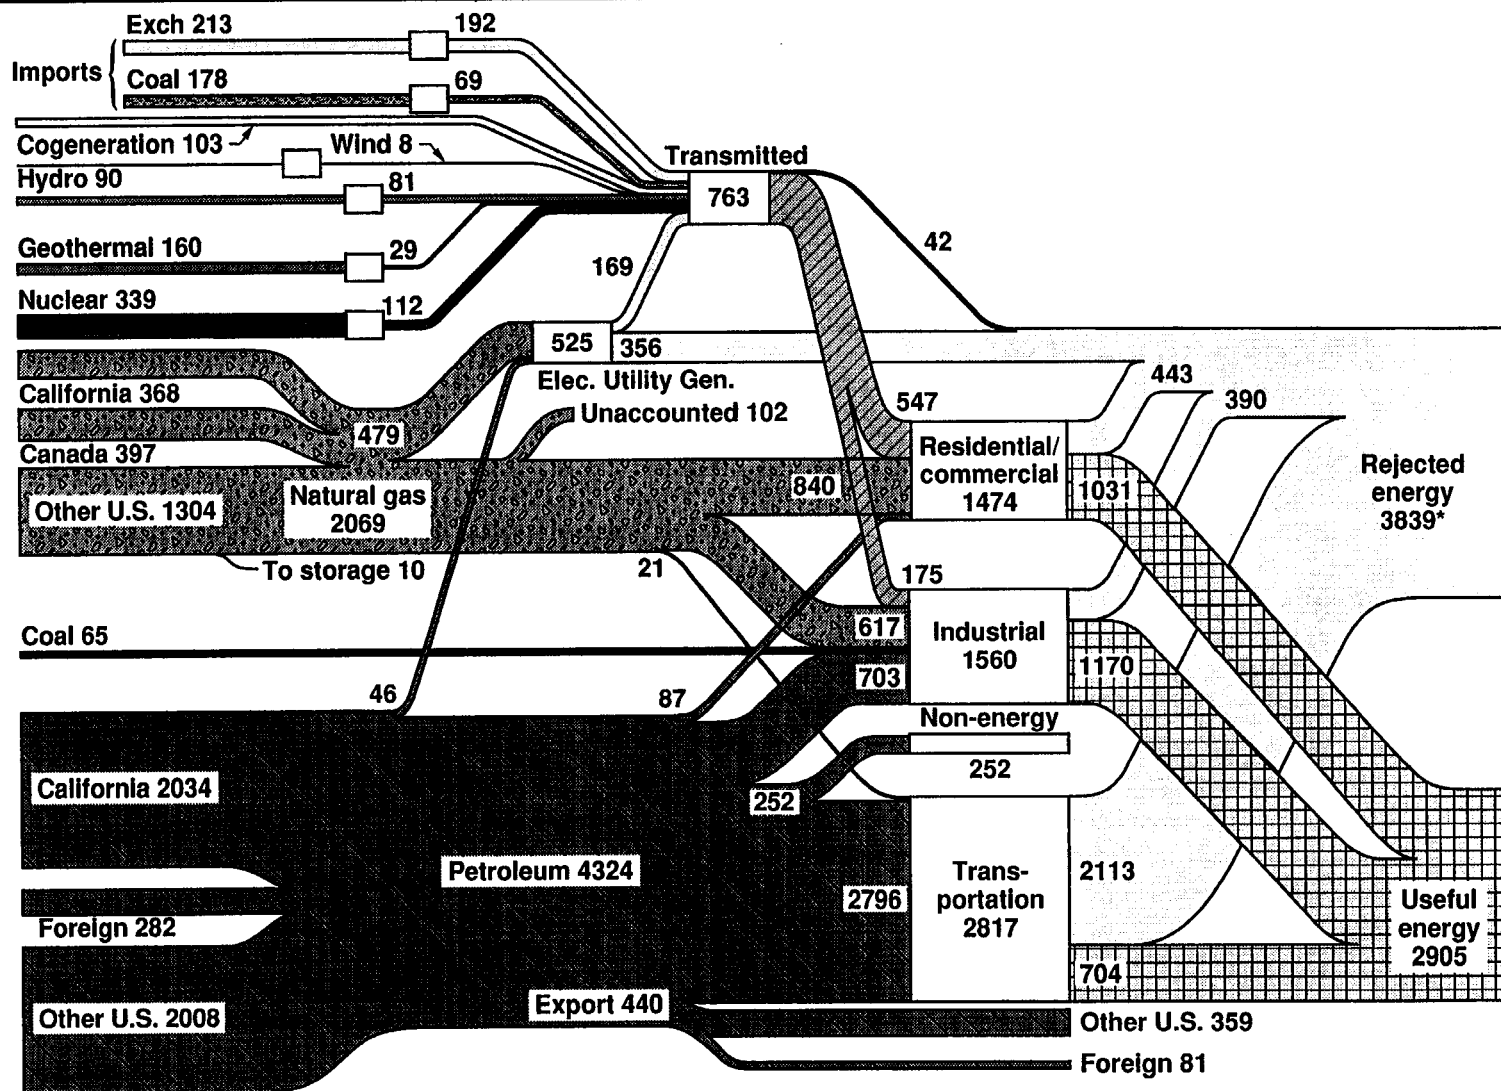 Exch 213
192
Imports
Coal 178
69
Cogeneration 103
Wind 8
Transmitted
Hydro 90
81
763
Geothermal 160
29
169
42
Nuclear 339
112
525
356
Elec. Utility Gen.
California 368
443
547
390
Unaccounted 102
479
Canada 397
Residential/
commercial
1474
Rejected
energy
3839*
Other U.S. 1304
Natural gas
2069
840
1031
To storage 10
21
175
Coal 65
617
Industrial
1560
1170
703
46
87
Non-energy
252
California 2034
252
Petroleum 4324
2796
Trans-
portation
2817
2113
Foreign 282
Useful
energy
2905
704
Other U.S. 2008
Export 440
Other U.S. 359
Foreign 81